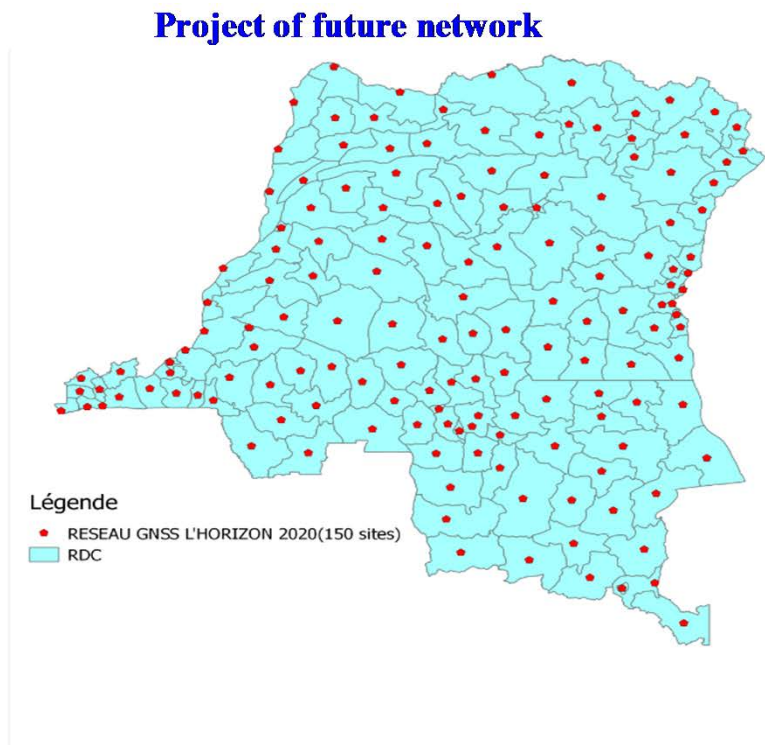 Project of future network
Légende
RESEAU GNSS L'HORIZON 2020(150 sites)
RDC